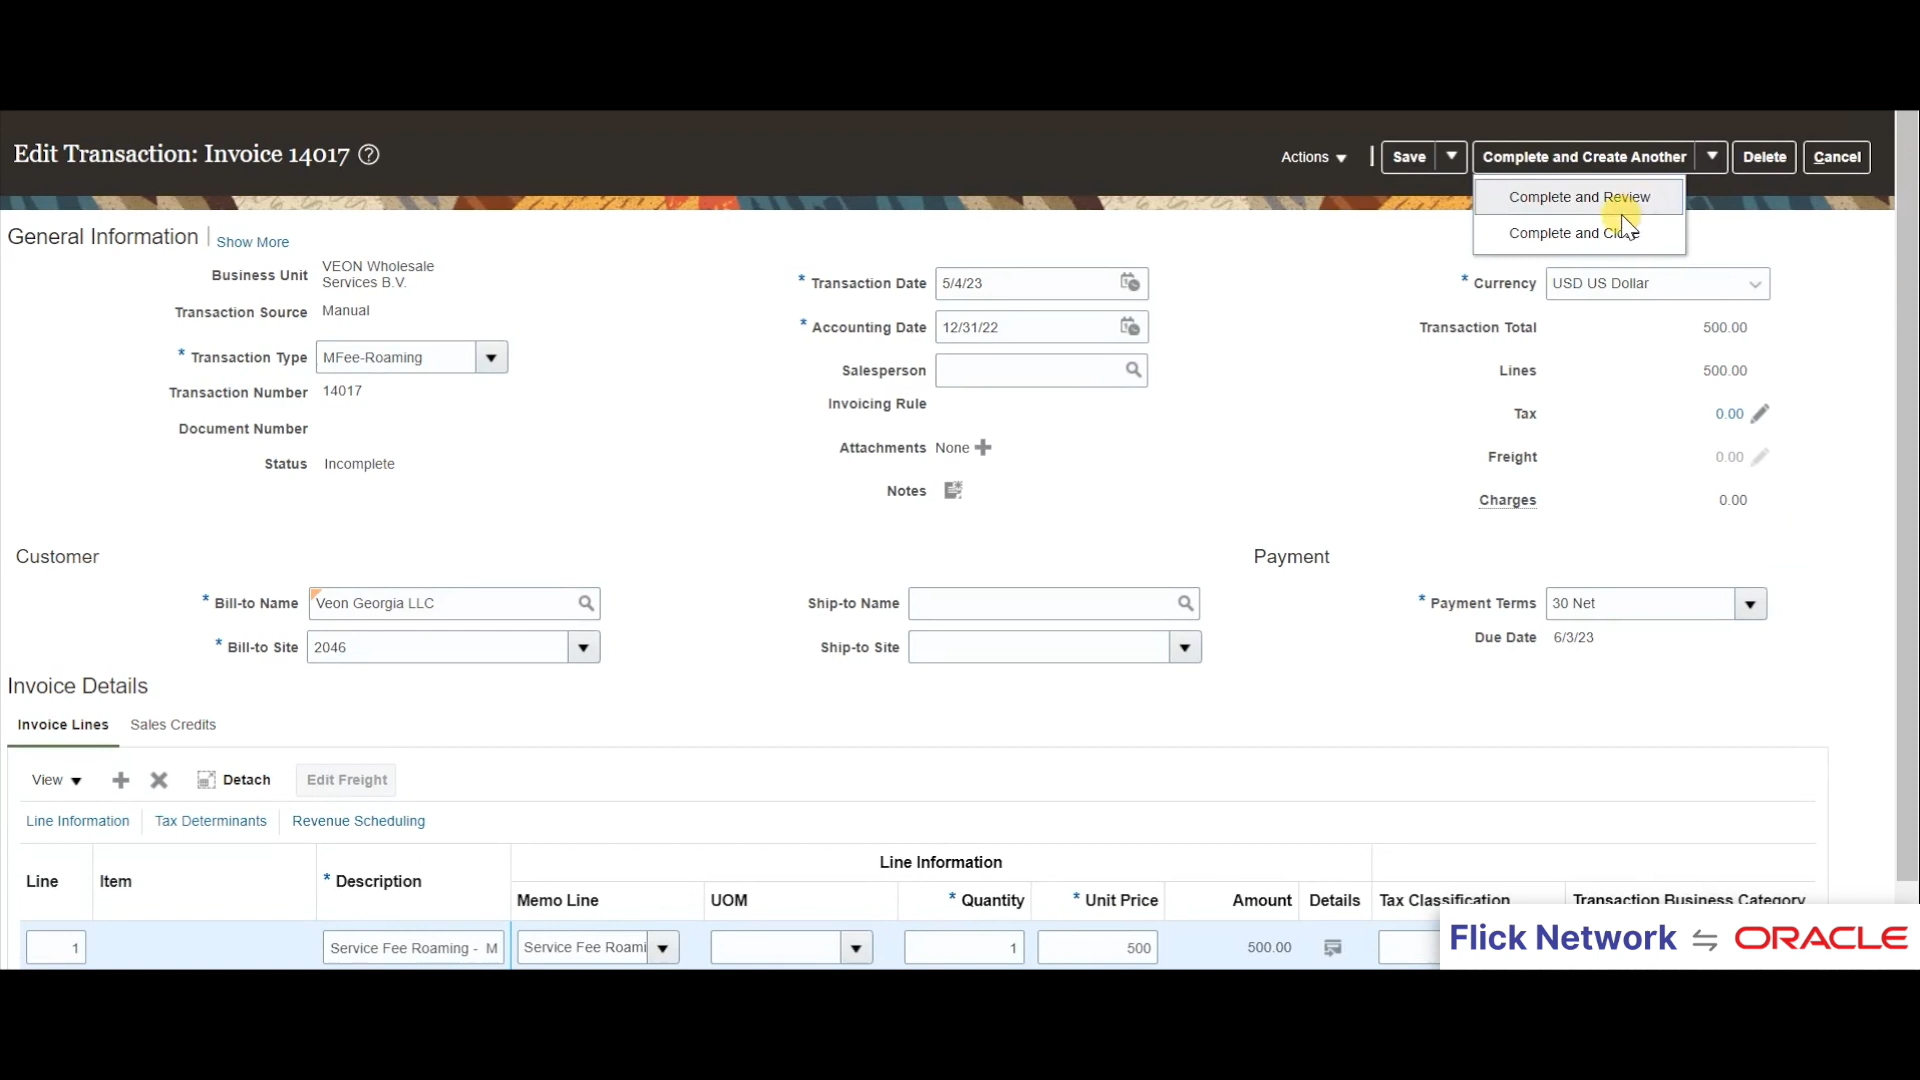 Edit Transaction: Invoice 14017 ?
Actions
Save
Complete and Create Another
Delete
Cancel
Complete and Review
Complete and
General Information
Show More
Business Unit VEON Wholesale
Services B.V.
Transaction Source Manual
* Transaction Type MFee-Roaming
Transaction Number 14017
Document Number
Status Incomplete
* Transaction Date 5/4/23
* Accounting Date 12/31/22
Salesperson
Invoicing Rule
Attachments None
Notes
* Currency USD US Dollar
Transaction Total 500.00
Lines 500.00
Tax 0.00
Freight 0.00
Charges 0.00
Customer
* Bill-to Name Veon Georgia LLC
* Bill-to Site 2046
Ship-to Name
Ship-to Site
Payment
* Payment Terms 30 Net
Due Date 6/3/23
Invoice Details
Invoice Lines Sales Credits
View Detach Edit Freight
Line Information Tax Determinants Revenue Scheduling
Line Information
Line Item * Description
Memo Line UOM * Quantity * Unit Price Amount Details Tax Classification Transaction Business Category
1 Service Fee Roaming - M Service Fee Roami 1 500 500.00
Flick Network ORACLE